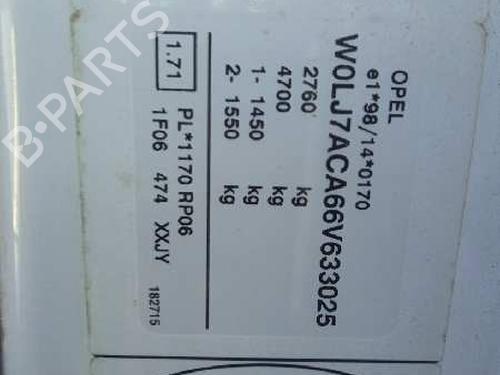 OPEL
e1*98/14*0170
W0LJ7ACA66V633025
2760 kg
4700 kg
1- 1450 kg
2- 1550 kg
1.71 PL*1170 RP06
1F06 474 XXJY
182715
B-PARTS